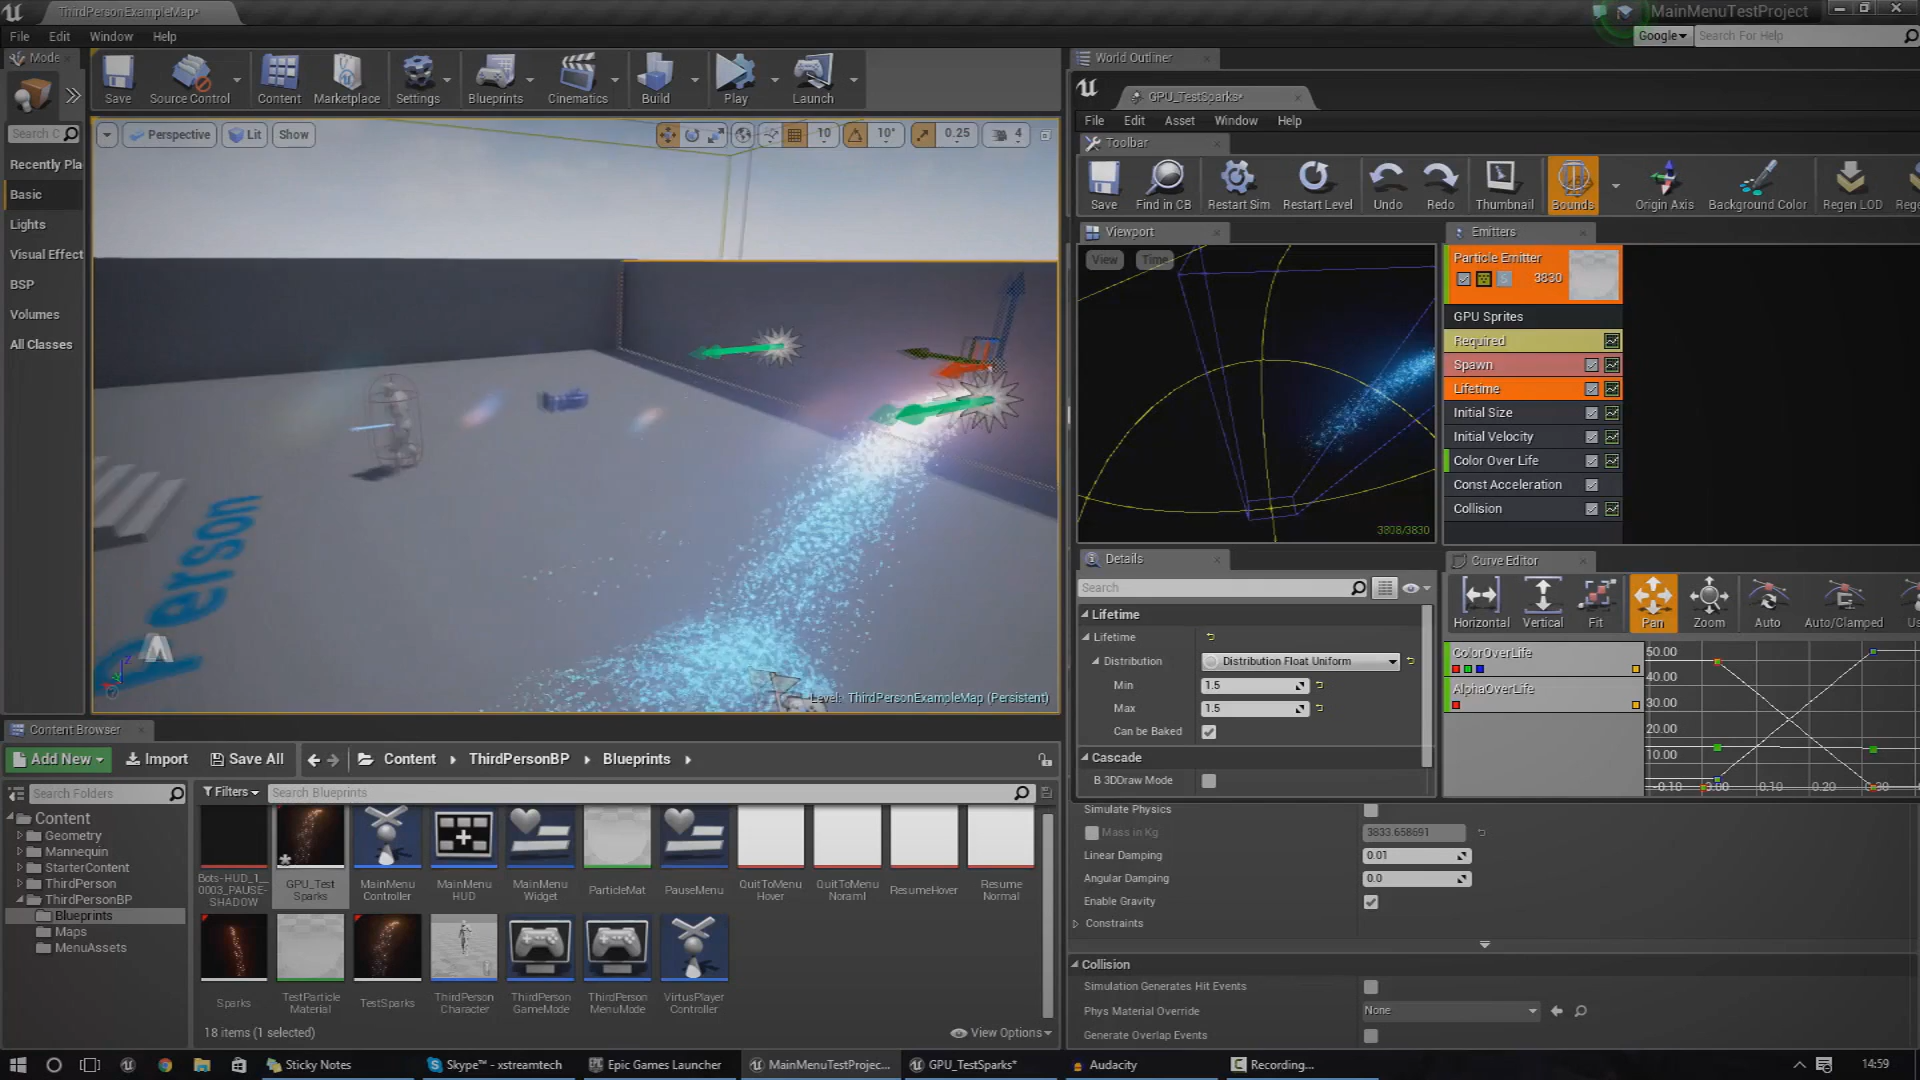 ThirdPersonExampleMap*
MainMenuTestProject
File Edit Window Help
Google
Search For Help
Mode
Save
Source Control
Content
Marketplace
Settings
Blueprints
Cinematics
Build
Play
Launch
Search C
Recently Pla
Basic
Lights
Visual Effect
BSP
Volumes
All Classes
Perspective
Lit
Show
10
10°
0.25
4
erson
Level: ThirdPersonExampleMap (Persistent)
World Outliner
GPU_TestSparks*
File Edit Asset Window Help
Toolbar
Save
Find in CB
Restart Sim
Restart Level
Undo
Redo
Thumbnail
Bounds
Origin Axis
Background Color
Regen LOD
Rege
Viewport
View
Time
3808/3830
Emitters
Particle Emitter
3830
GPU Sprites
Required
Spawn
Lifetime
Initial Size
Initial Velocity
Color Over Life
Const Acceleration
Collision
Details
Search
Lifetime
Lifetime
Distribution
Distribution Float Uniform
Min
1.5
Max
1.5
Can be Baked
Cascade
B 3DDraw Mode
Curve Editor
Horizontal
Vertical
Fit
Pan
Zoom
Auto
Auto/Clamped
Us
ColorOverLife
AlphaOverLife
50.00
40.00
30.00
20.00
10.00
-0.10 0.00 0.10 0.20 0.30
Simulate Physics
Mass in Kg
3833.658691
Linear Damping
0.01
Angular Damping
0.0
Enable Gravity
Constraints
Collision
Simulation Generates Hit Events
Phys Material Override
None
Generate Overlap Events
Content Browser
Add New
Import
Save All
Content
ThirdPersonBP
Blueprints
Search Folders
Filters
Search Blueprints
Content
Geometry
Mannequin
StarterContent
ThirdPerson
ThirdPersonBP
Blueprints
Maps
MenuAssets
Bots-HUD_1__
0003_PAUSE-
SHADOW
GPU_Test
Sparks
MainMenu
Controller
MainMenu
HUD
MainMenu
Widget
ParticleMat
PauseMenu
QuitToMenu
Hover
QuitToMenu
Noraml
ResumeHover
Resume
Normal
Sparks
TestParticle
Material
TestSparks
ThirdPerson
Character
ThirdPerson
GameMode
ThirdPerson
MenuMode
VirtusPlayer
Controller
18 items (1 selected)
View Options
Sticky Notes
Skype™ - xstreamtech
Epic Games Launcher
MainMenuTestProjec...
GPU_TestSparks*
Audacity
Recording...
14:59